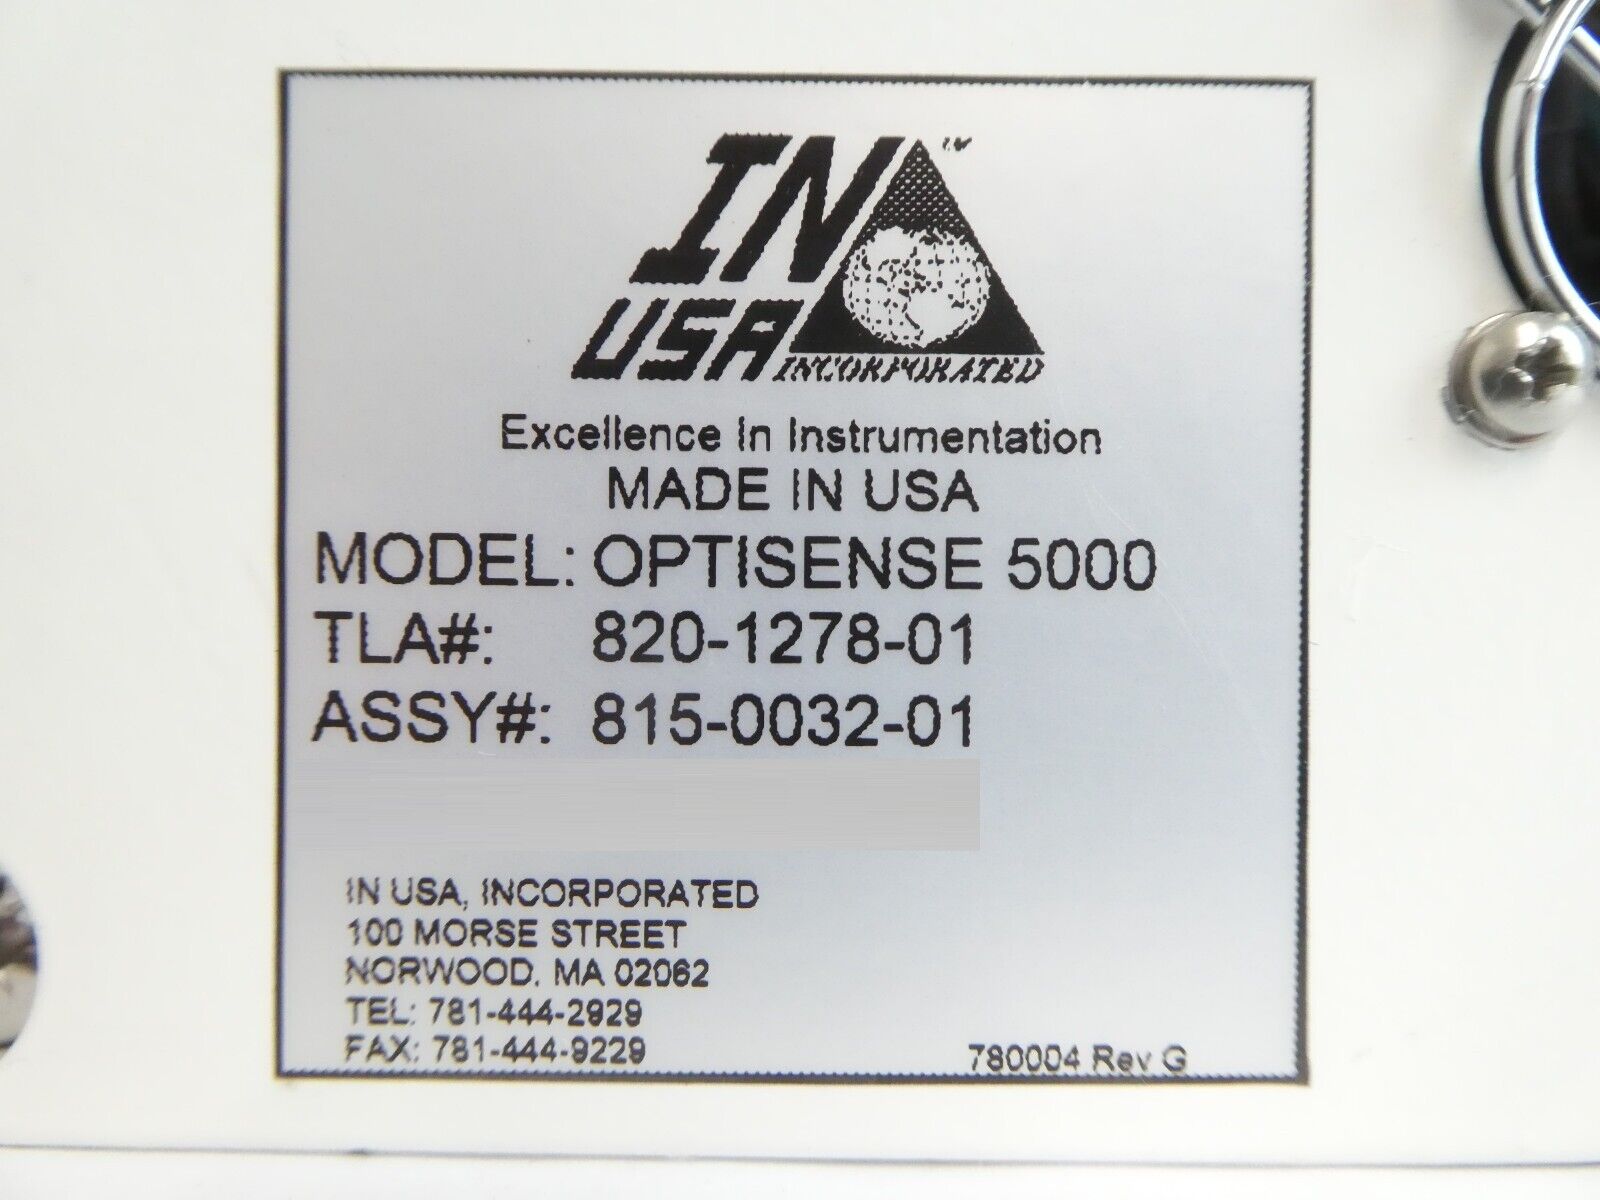 IN
USA
INCORPORATED
TM
Excellence In Instrumentation
MADE IN USA
MODEL: OPTISENSE 5000
TLA#: 820-1278-01
ASSY#: 815-0032-01
IN USA, INCORPORATED
100 MORSE STREET
NORWOOD, MA 02062
TEL: 781-444-2929
FAX: 781-444-9229
780004 Rev G